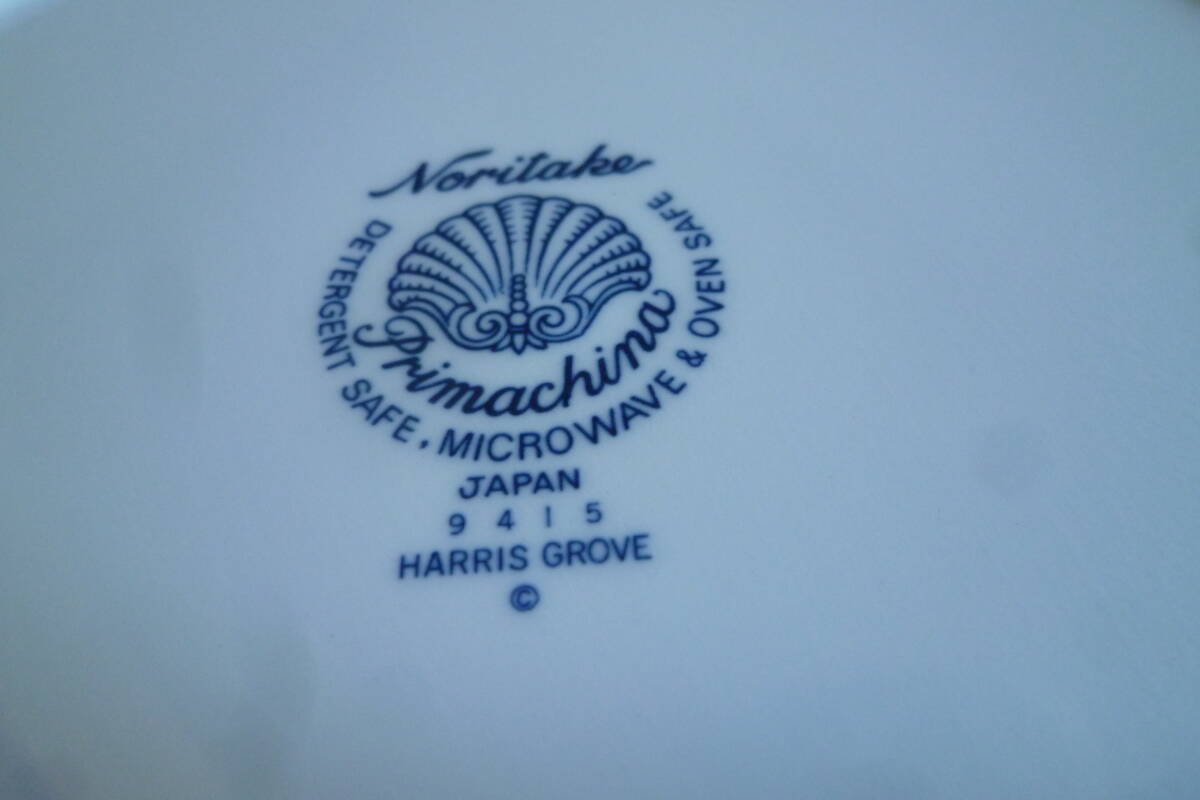 Noritake
Primachina
DETERGENT SAFE, MICROWAVE & OVEN SAFE
JAPAN
9415
HARRIS GROVE
©